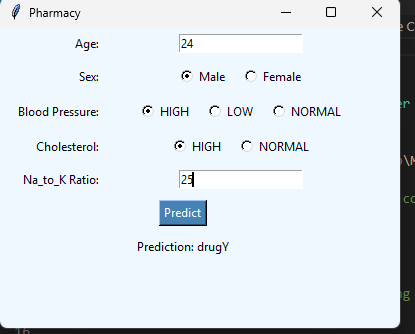 Pharmacy
Age: 24
Sex: Male Female
Blood Pressure: HIGH LOW NORMAL
Cholesterol: HIGH NORMAL
Na_to_K Ratio: 25
Predict
Prediction: drugY